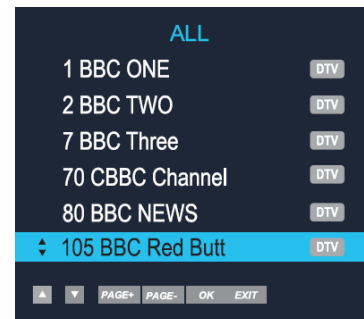 ALL
1 BBC ONE DTV
2 BBC TWO DTV
7 BBC Three DTV
70 CBBC Channel DTV
80 BBC NEWS DTV
105 BBC Red Butt DTV
PAGE+ PAGE- OK EXIT